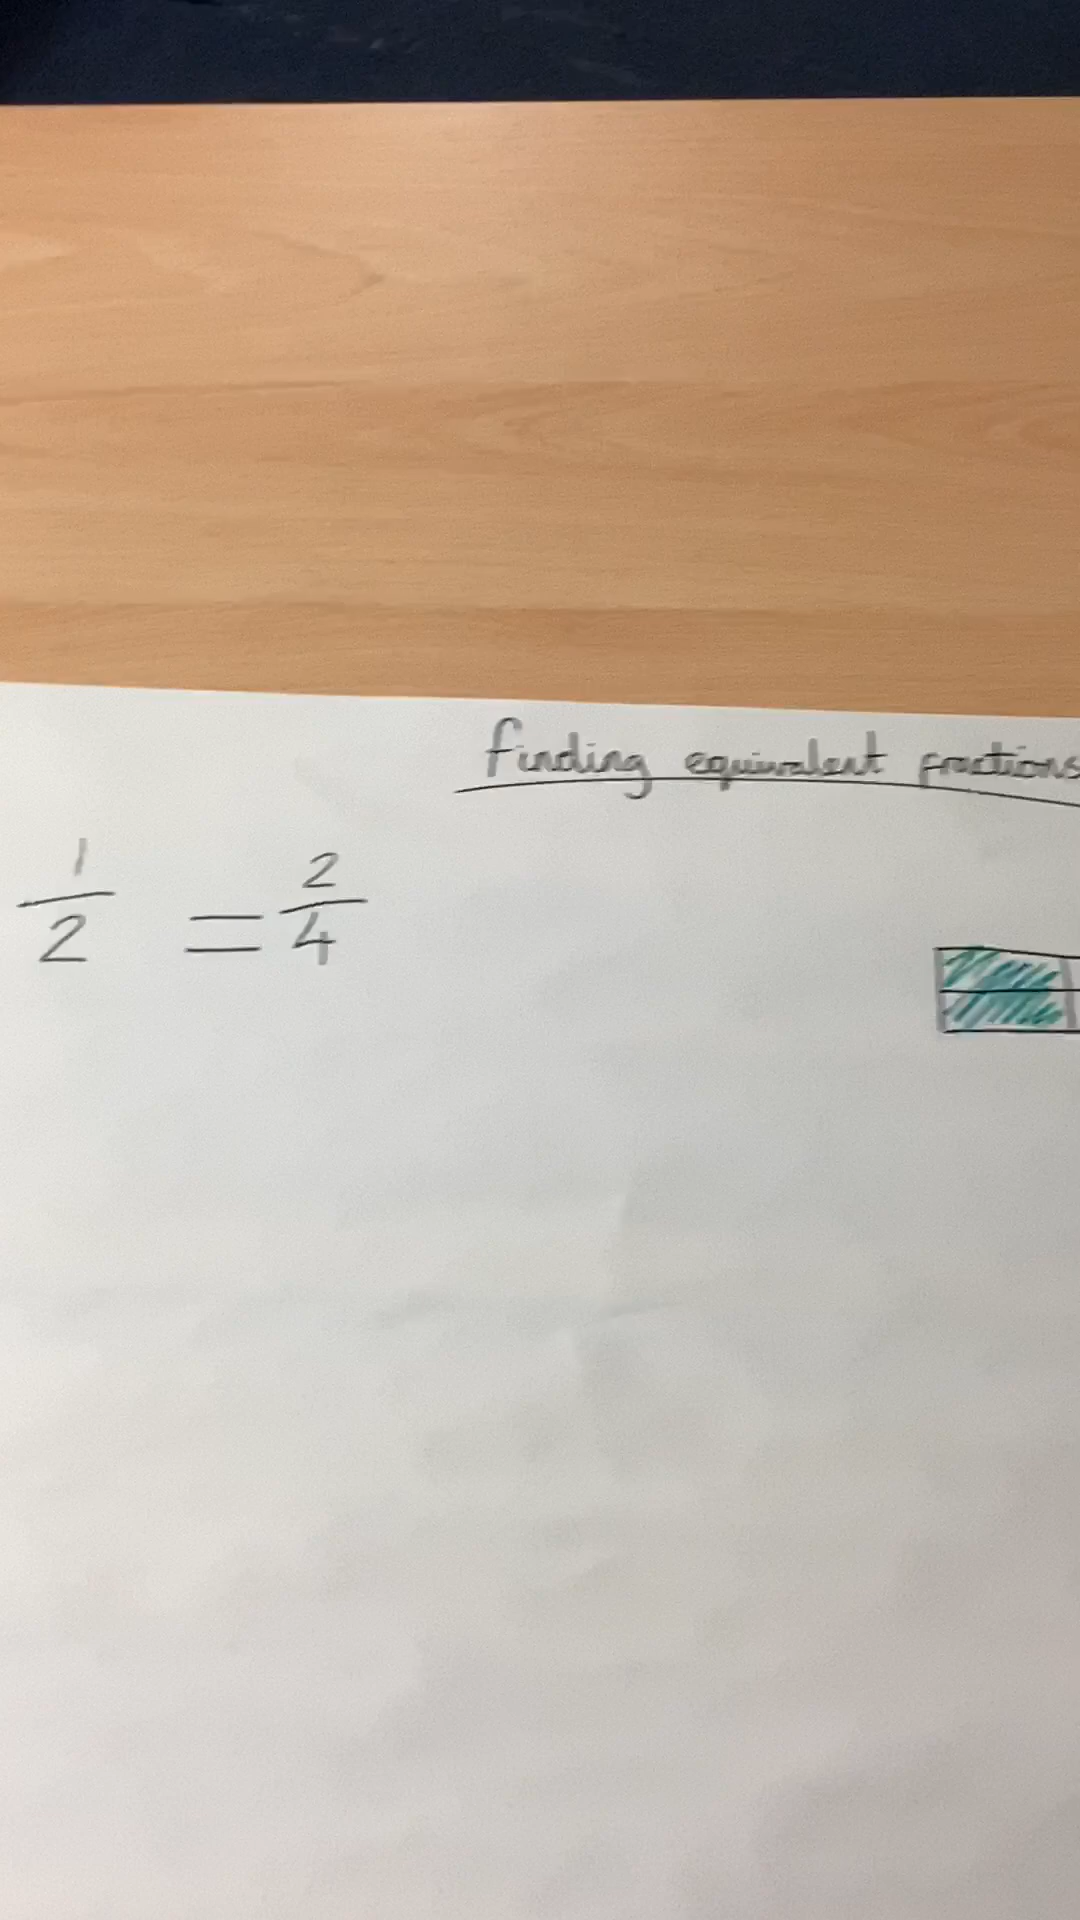 finding equivalent fractions
1/2 = 2/4